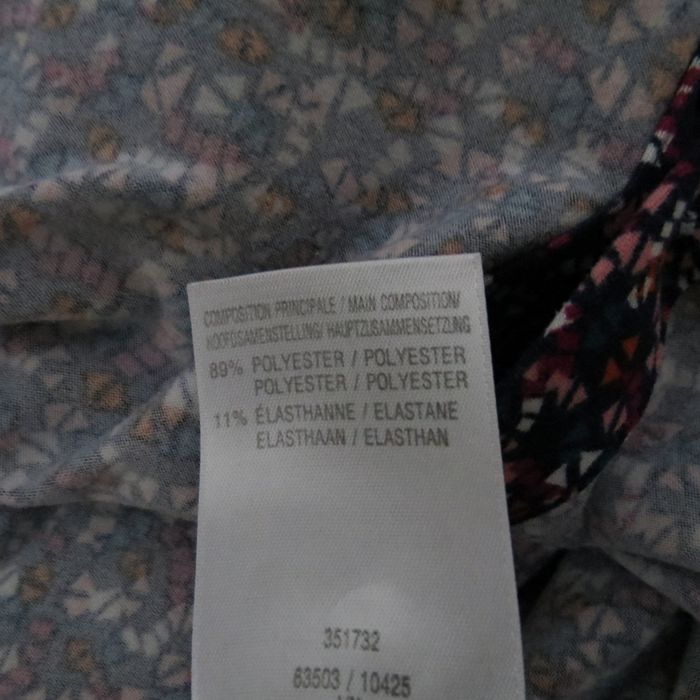 COMPOSITION PRINCIPALE / MAIN COMPOSITION/
HOOFDSAMENSTELLING/ HAUPTZUSAMMENSETZUNG
89% POLYESTER / POLYESTER
POLYESTER / POLYESTER
11% ÉLASTHANNE / ELASTANE
ELASTHAAN / ELASTHAN
351732
63503 / 10425